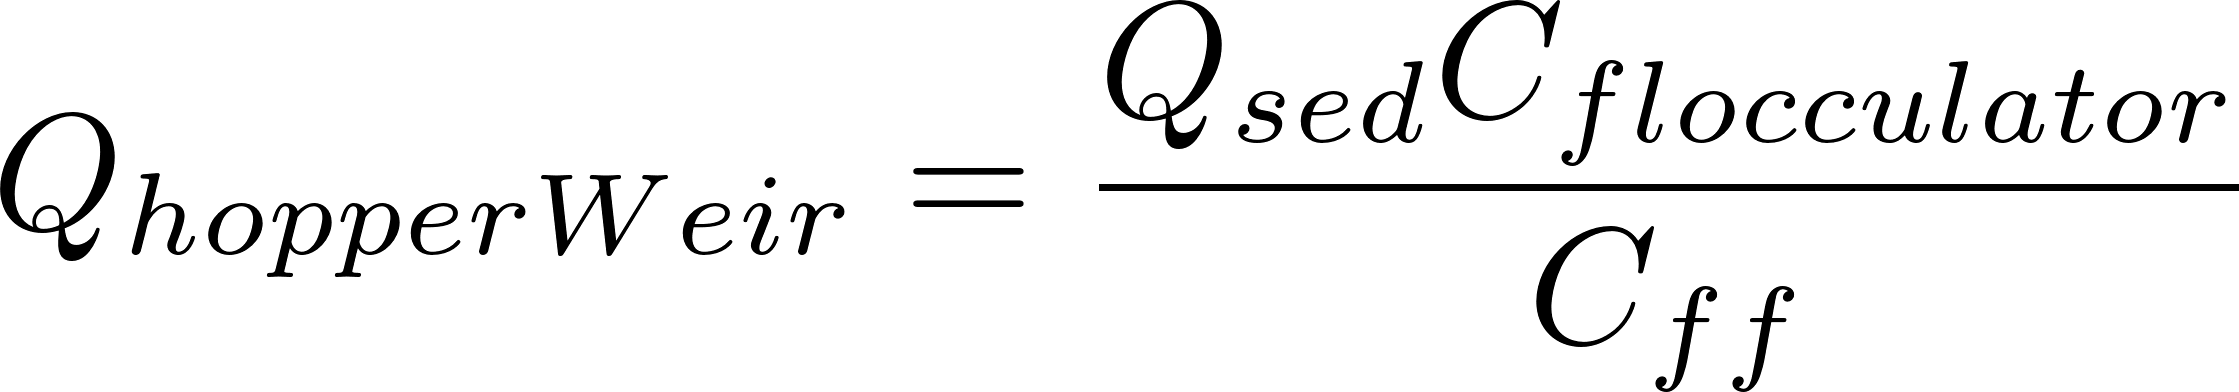 Q_{hopperWeir} = \frac{Q_{sed}C_{flocculator}}{C_{ff}}